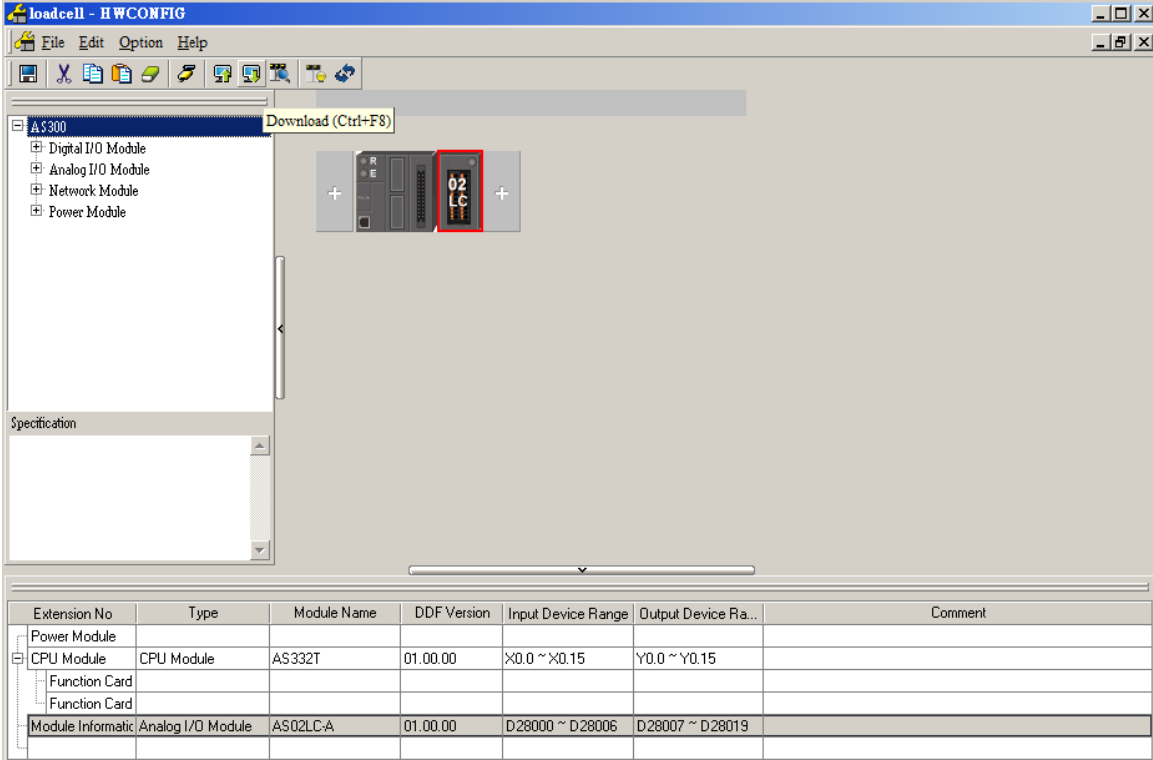 loadcell - HWCONFIG
File Edit Option Help
Download (Ctrl+F8)
AS300
Digital I/O Module
Analog I/O Module
Network Module
Power Module
R
E
02
LC
Specification
Extension No Type Module Name DDF Version Input Device Range Output Device Ra... Comment
Power Module
CPU Module CPU Module AS332T 01.00.00 X0.0 ~ X0.15 Y0.0 ~ Y0.15
Function Card
Function Card
Module Informatic Analog I/O Module AS02LC-A 01.00.00 D28000 ~ D28006 D28007 ~ D28019